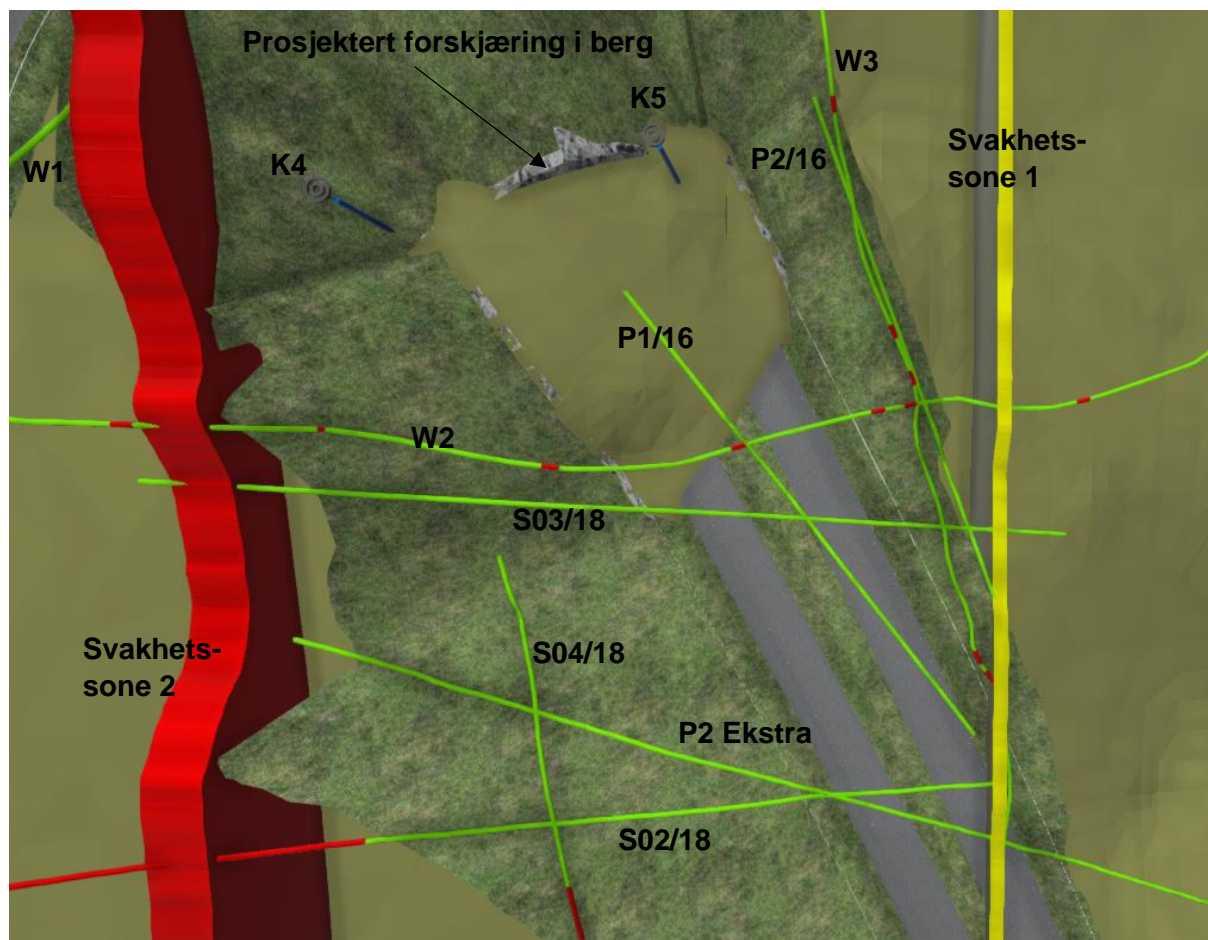 Prosjektert forskjæring i berg
W3
K5
Svakhets-
sone 1
P2/16
K4
W1
P1/16
W2
S03/18
Svakhets-
sone 2
S04/18
P2 Ekstra
S02/18